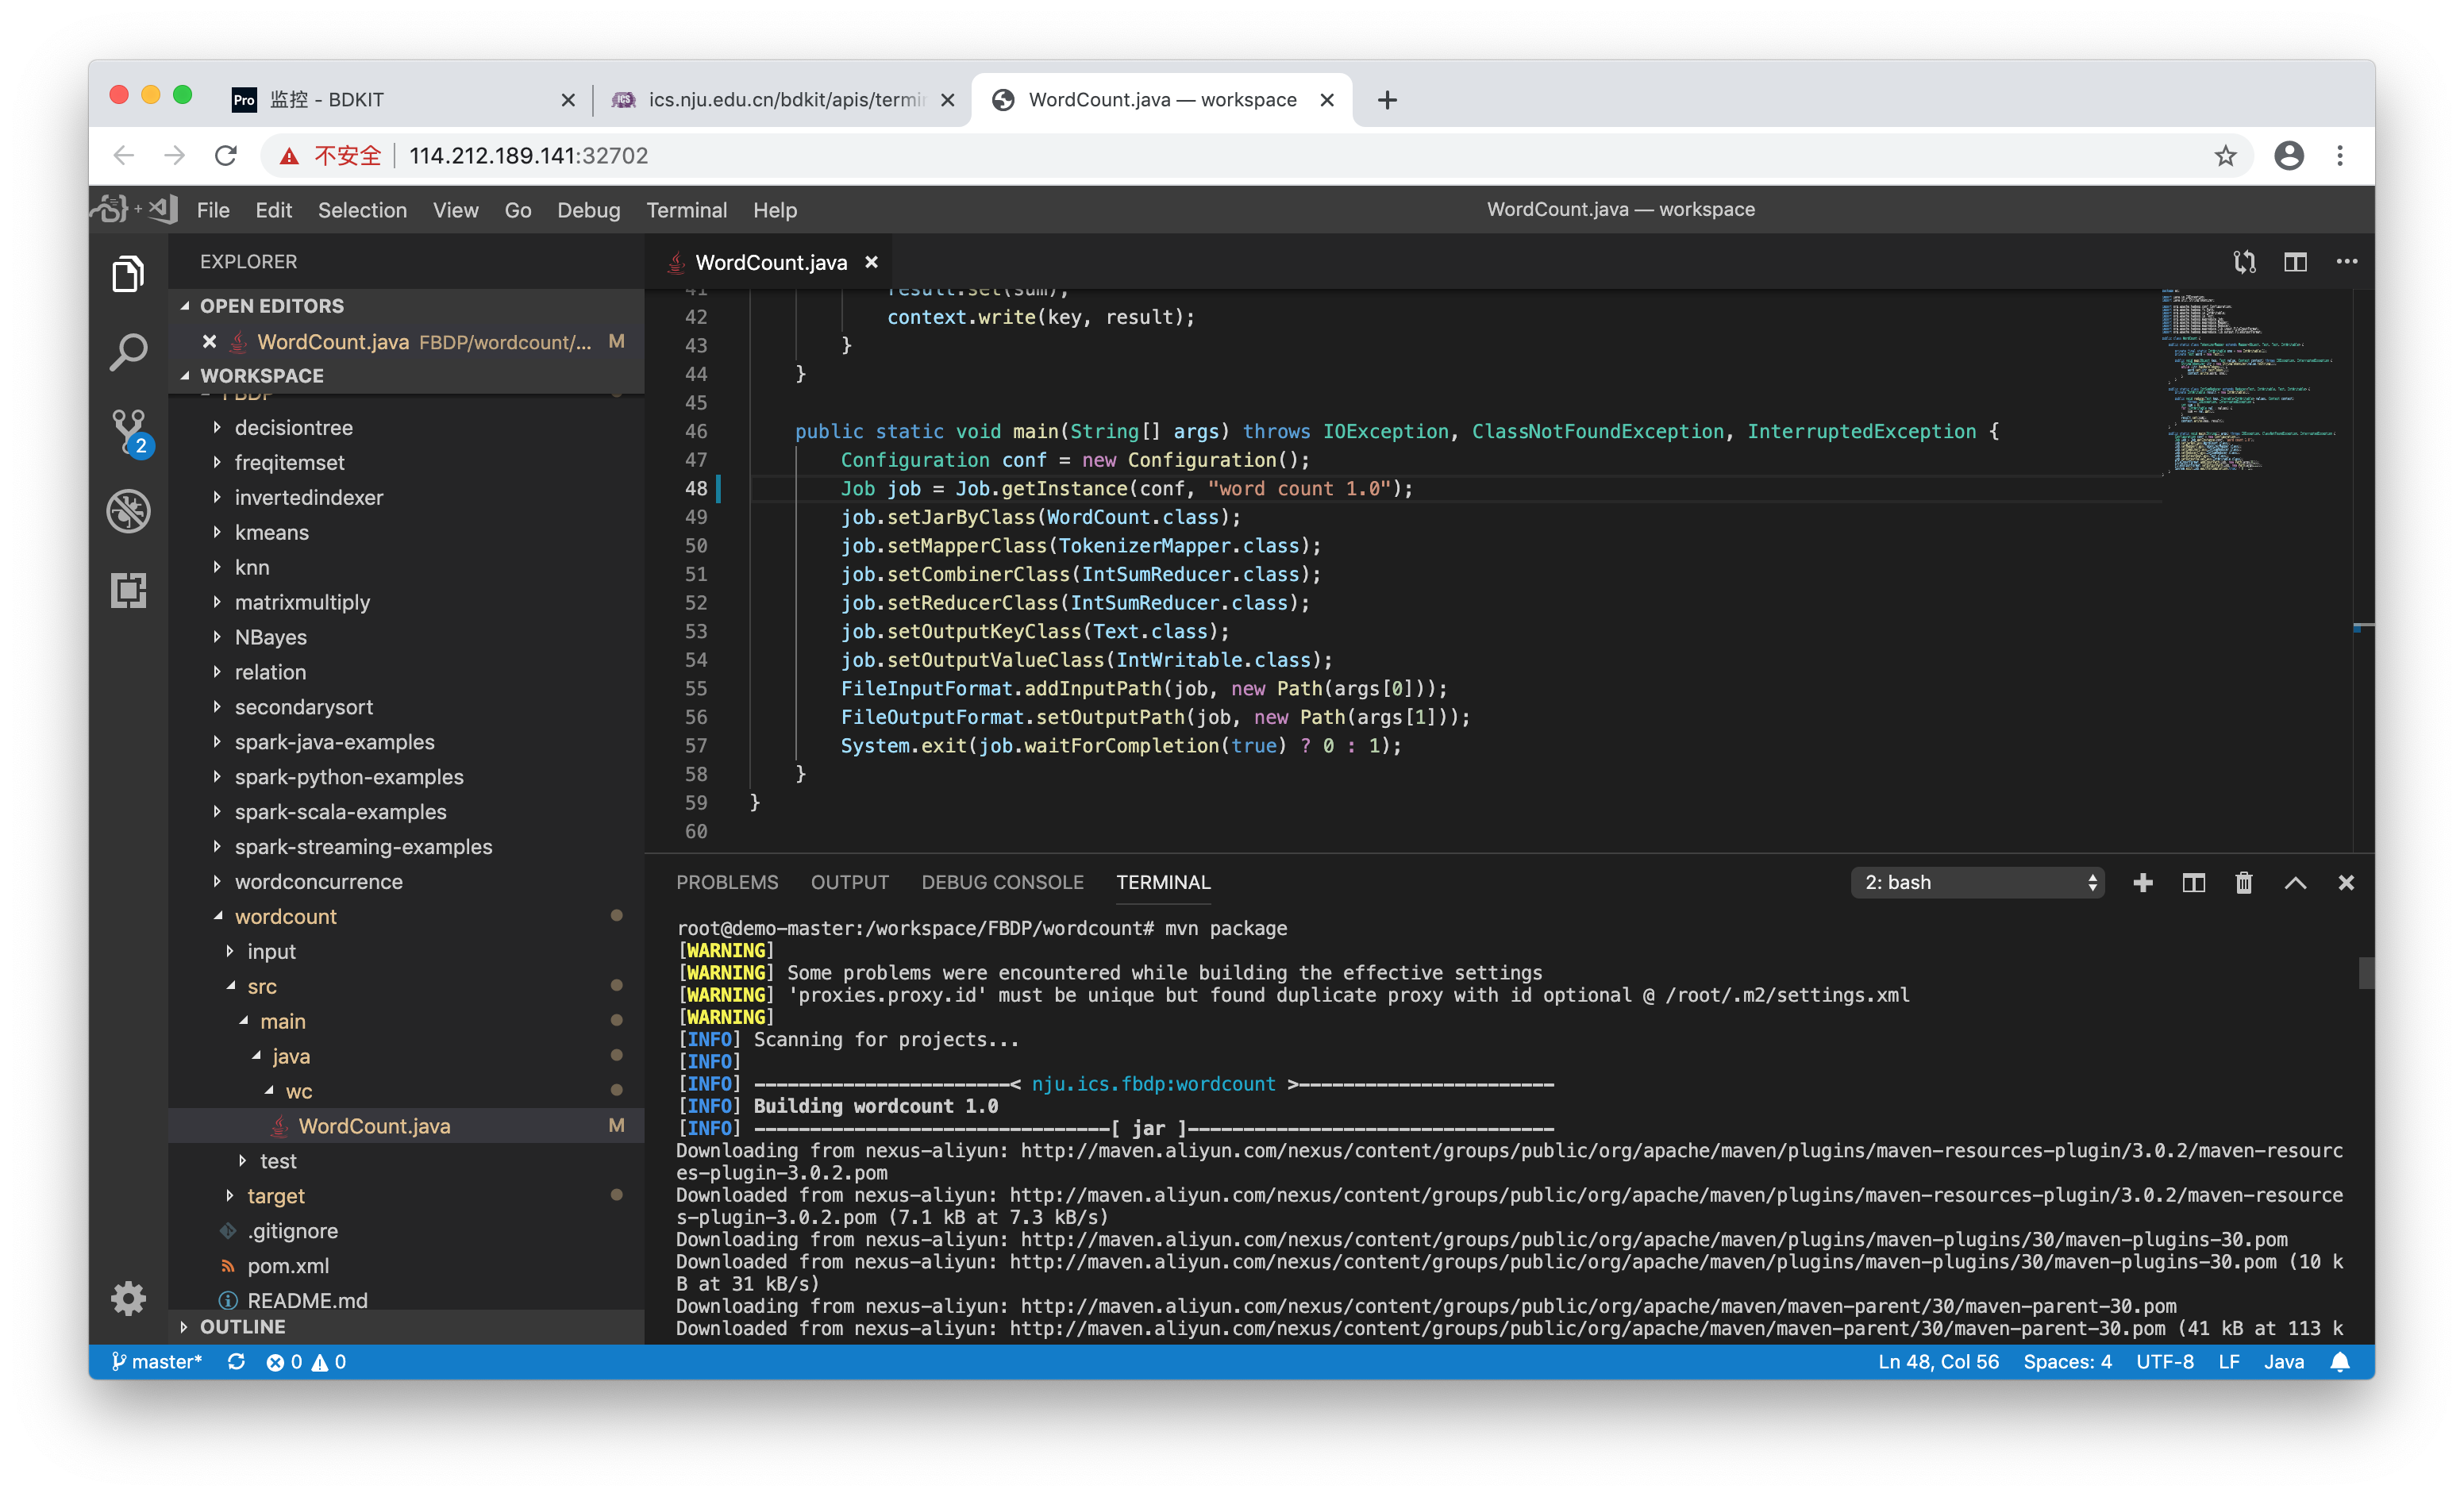 Pro 监控 - BDKIT
ics.nju.edu.cn/bdkit/apis/termi
WordCount.java — workspace
不安全 114.212.189.141:32702
File Edit Selection View Go Debug Terminal Help
WordCount.java — workspace
EXPLORER
OPEN EDITORS
WordCount.java FBDP/wordcount/... M
WORKSPACE
FBDP
decisiontree
freqitemset
invertedindexer
kmeans
knn
matrixmultiply
NBayes
relation
secondarysort
spark-java-examples
spark-python-examples
spark-scala-examples
spark-streaming-examples
wordconcurrence
wordcount
input
src
main
java
wc
WordCount.java M
test
target
.gitignore
pom.xml
README.md
OUTLINE
2
WordCount.java
41 result.set(sum);
42 context.write(key, result);
43 }
44 }
45
46 public static void main(String[] args) throws IOException, ClassNotFoundException, InterruptedException {
47 Configuration conf = new Configuration();
48 Job job = Job.getInstance(conf, "word count 1.0");
49 job.setJarByClass(WordCount.class);
50 job.setMapperClass(TokenizerMapper.class);
51 job.setCombinerClass(IntSumReducer.class);
52 job.setReducerClass(IntSumReducer.class);
53 job.setOutputKeyClass(Text.class);
54 job.setOutputValueClass(IntWritable.class);
55 FileInputFormat.addInputPath(job, new Path(args[0]));
56 FileOutputFormat.setOutputPath(job, new Path(args[1]));
57 System.exit(job.waitForCompletion(true) ? 0 : 1);
58 }
59 }
60
PROBLEMS OUTPUT DEBUG CONSOLE TERMINAL 2: bash
root@demo-master:/workspace/FBDP/wordcount# mvn package
[WARNING]
[WARNING] Some problems were encountered while building the effective settings
[WARNING] 'proxies.proxy.id' must be unique but found duplicate proxy with id optional @ /root/.m2/settings.xml
[WARNING]
[INFO] Scanning for projects...
[INFO]
[INFO] -----------------------< nju.ics.fbdp:wordcount >-----------------------
[INFO] Building wordcount 1.0
[INFO] --------------------------------[ jar ]---------------------------------
Downloading from nexus-aliyun: http://maven.aliyun.com/nexus/content/groups/public/org/apache/maven/plugins/maven-resources-plugin/3.0.2/maven-resourc
es-plugin-3.0.2.pom
Downloaded from nexus-aliyun: http://maven.aliyun.com/nexus/content/groups/public/org/apache/maven/plugins/maven-resources-plugin/3.0.2/maven-resource
s-plugin-3.0.2.pom (7.1 kB at 7.3 kB/s)
Downloading from nexus-aliyun: http://maven.aliyun.com/nexus/content/groups/public/org/apache/maven/plugins/maven-plugins/30/maven-plugins-30.pom
Downloaded from nexus-aliyun: http://maven.aliyun.com/nexus/content/groups/public/org/apache/maven/plugins/maven-plugins/30/maven-plugins-30.pom (10 k
B at 31 kB/s)
Downloading from nexus-aliyun: http://maven.aliyun.com/nexus/content/groups/public/org/apache/maven/maven-parent/30/maven-parent-30.pom
Downloaded from nexus-aliyun: http://maven.aliyun.com/nexus/content/groups/public/org/apache/maven/maven-parent/30/maven-parent-30.pom (41 kB at 113 k
master* 0 0 Ln 48, Col 56 Spaces: 4 UTF-8 LF Java